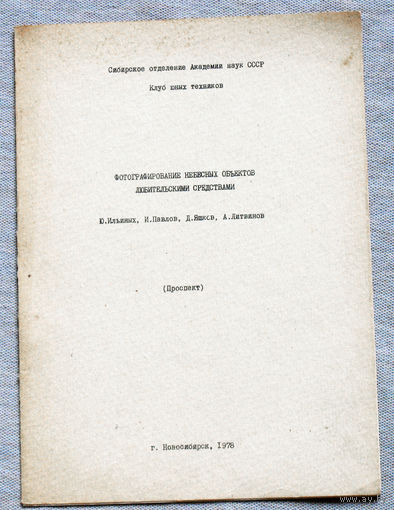 Сибирское отделение Академии наук СССР
Клуб юных техников
ФОТОГРАФИРОВАНИЕ НЕБЕСНЫХ ОБЪЕКТОВ
ЛЮБИТЕЛЬСКИМИ СРЕДСТВАМИ
Ю.Ильиных, И.Павлов, Д.Яшков, А.Литвинов
(Проспект)
г. Новосибирск, 1978